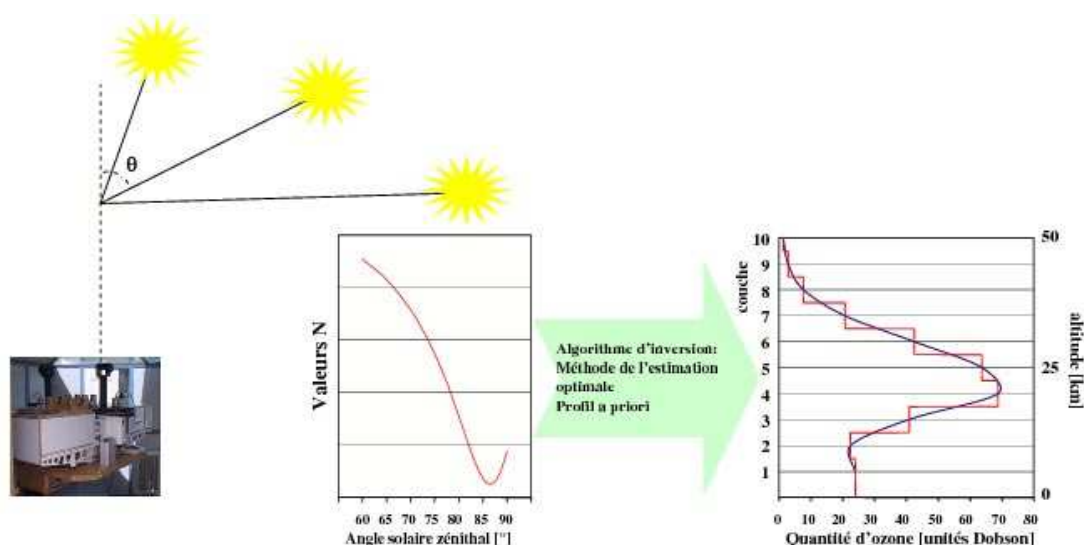 θ
Valeurs N
60 65 70 75 80 85 90
Angle solaire zénithal [°]
Algorithme d'inversion:
Méthode de l'estimation
optimale
Profil a priori
couche
10
9
8
7
6
5
4
3
2
1
0 10 20 30 40 50 60 70 80
Quantité d'ozone [unités Dobson]
50
25
0
altitude [km]